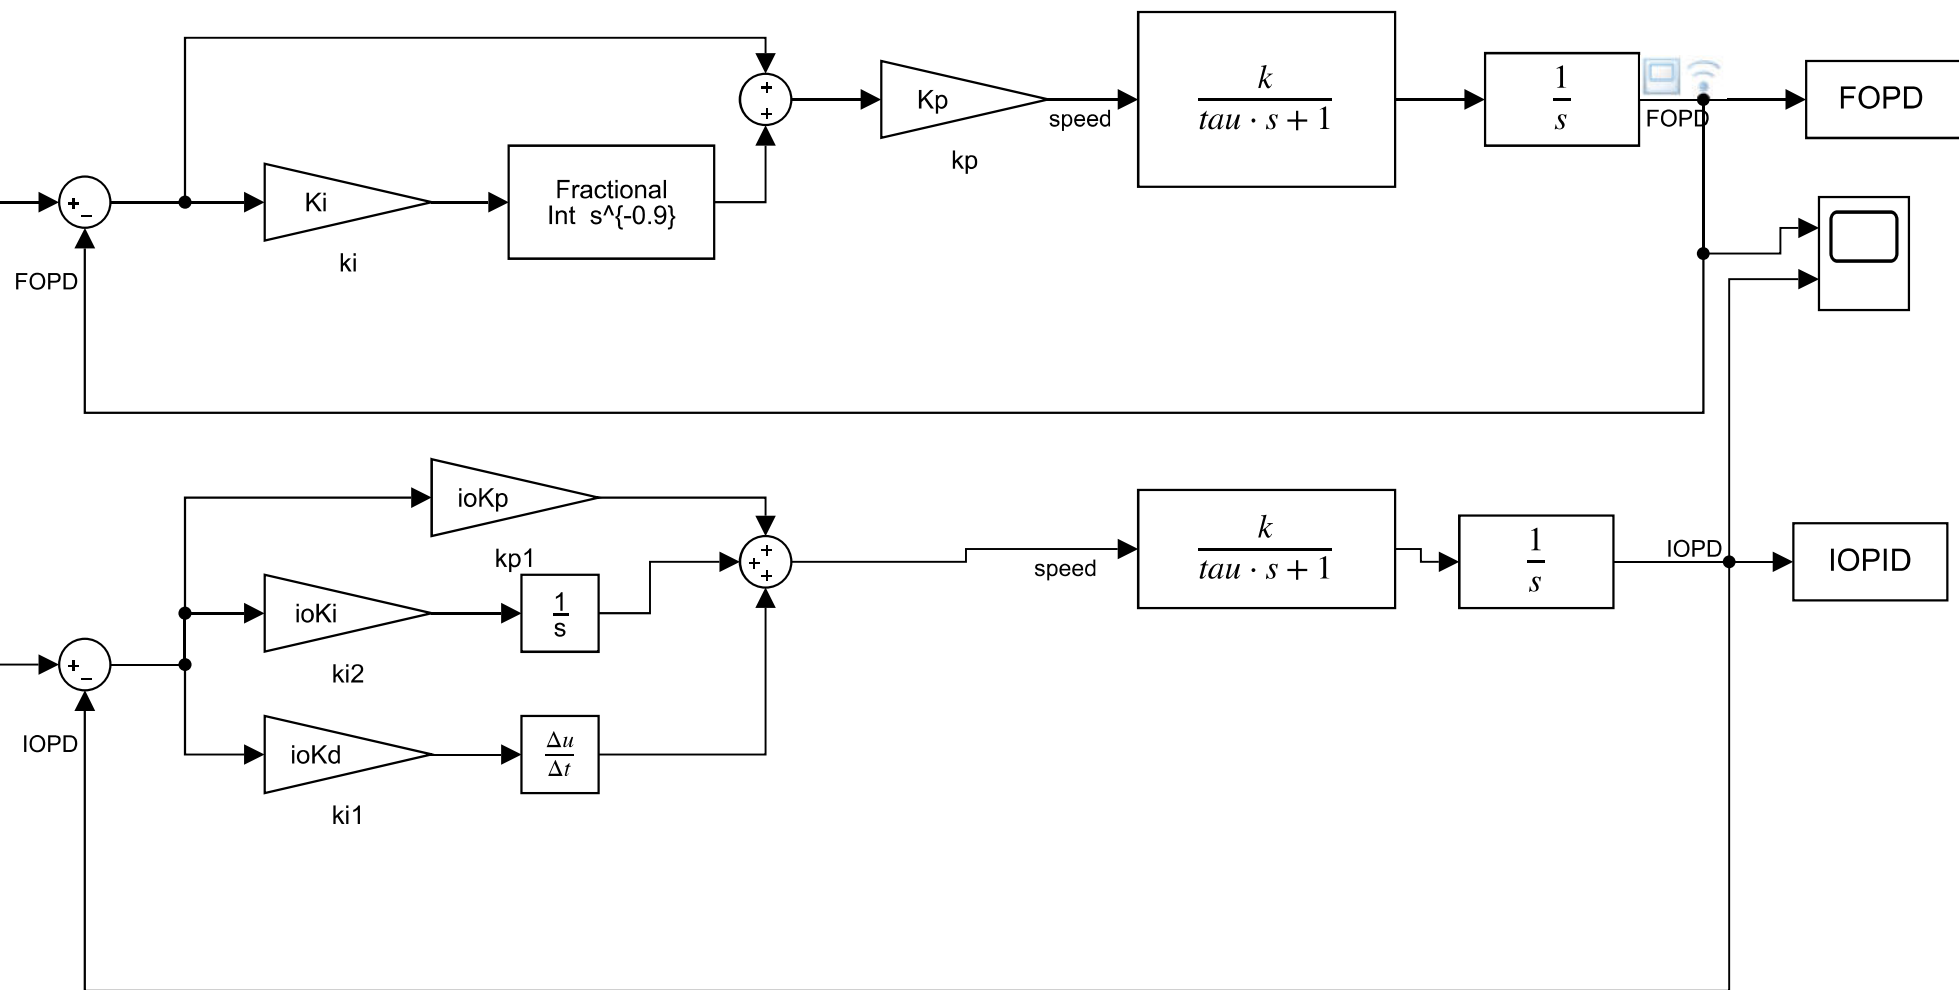 k
tau · s + 1
1
s
FOPD
FOPD
+
+
Kp
speed
kp
Fractional
Int s^{-0.9}
Ki
ki
+
−
FOPD
ioKp
kp1
k
tau · s + 1
1
s
IOPD
IOPID
speed
+
+
+
ioKi
1
s
ki2
+
−
IOPD
ioKd
Δu
Δt
ki1